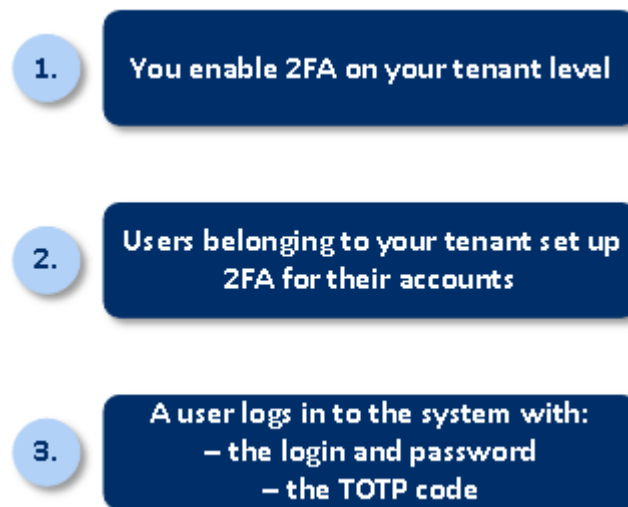 1.
You enable 2FA on your tenant level
2.
Users belonging to your tenant set up
2FA for their accounts
3.
A user logs in to the system with:
– the login and password
– the TOTP code